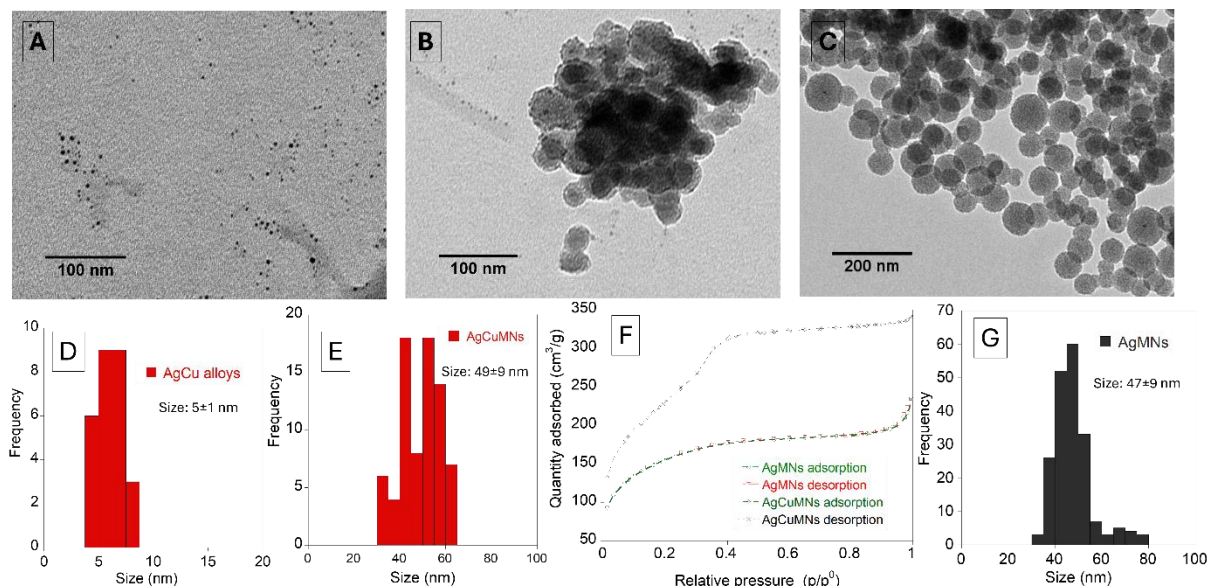 A
100 nm
B
100 nm
C
200 nm
D
AgCu alloys
Size: 5±1 nm
Frequency
10
8
6
4
2
0
0
5
10
15
20
Size (nm)
E
AgCuMNs
Size: 49±9 nm
Frequency
20
15
10
5
0
0
20
40
60
80
100
Size (nm)
F
Quantity adsorbed (cm³/g)
350
300
250
200
150
100
50
AgMNs adsorption
AgMNs desorption
AgCuMNs adsorption
AgCuMNs desorption
0
0.2
0.4
0.6
0.8
1
Relative pressure (p/p⁰)
G
AgMNs
Size: 47±9 nm
Frequency
70
60
50
40
30
20
10
0
0
20
40
60
80
100
Size (nm)